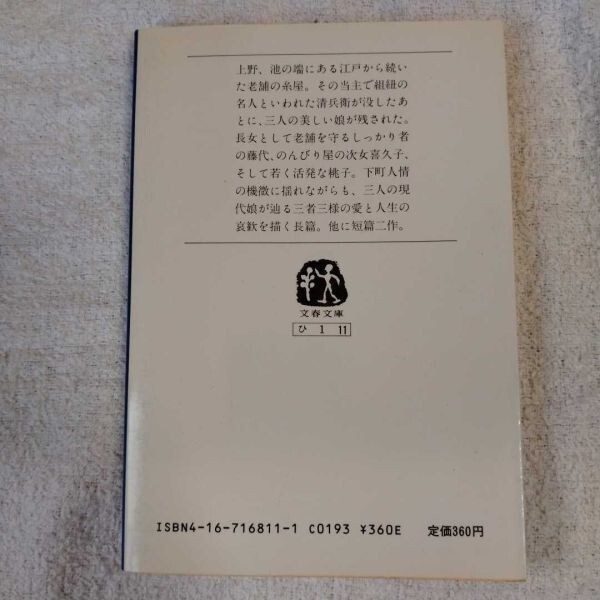 上野、池の端にある江戸から続い
た老舗の糸屋。その当主で組紐の
名人といわれた清兵衛が没したあ
とに、三人の美しい娘が残された。
長女として老舗を守るしっかり者
の藤代、のんびり屋の次女喜久子、
そして若く活発な桃子。下町人情
の機微に揺れながらも、三人の現
代娘が辿る三者三様の愛と人生の
哀歓を描く長篇。他に短篇二作。
文春文庫
ひ 1 11
ISBN4-16-716811-1 C0193 ¥360E 定価360円